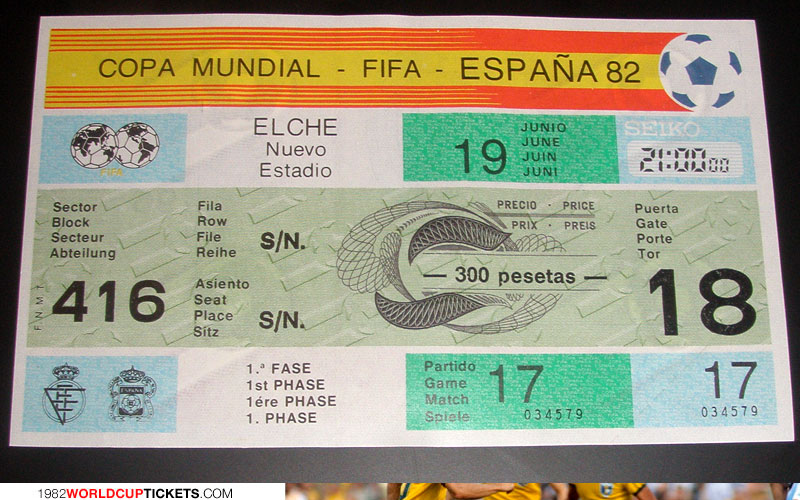 COPA MUNDIAL - FIFA - ESPAÑA 82
FIFA
ELCHE
Nuevo
Estadio
19
JUNIO
JUNE
JUIN
JUNI
SEIKO
21:00 00
Sector
Block
Secteur
Abteilung
416
F N M T
Fila
Row
File
Reihe
S/N.
Asiento
Seat
Place
Sitz
S/N.
PRECIO · PRICE
PRIX · PREIS
— 300 pesetas —
Puerta
Gate
Porte
Tor
18
ESPAÑA
1.ª FASE
1st PHASE
1ére PHASE
1. PHASE
Partido
Game
Match
Spiele
17
034579
17
034579
1982WORLDCUPTICKETS.COM